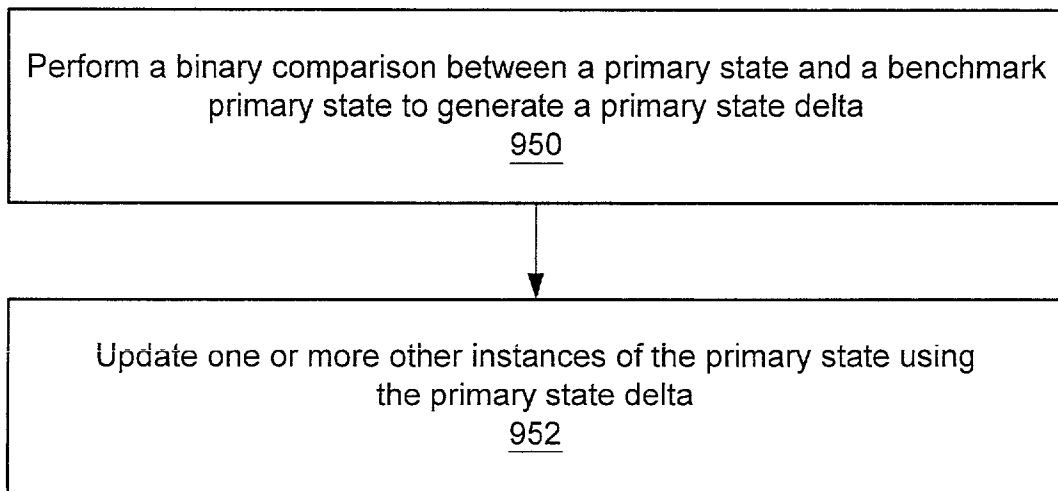 Perform a binary comparison between a primary state and a benchmark
primary state to generate a primary state delta
950
Update one or more other instances of the primary state using
the primary state delta
952